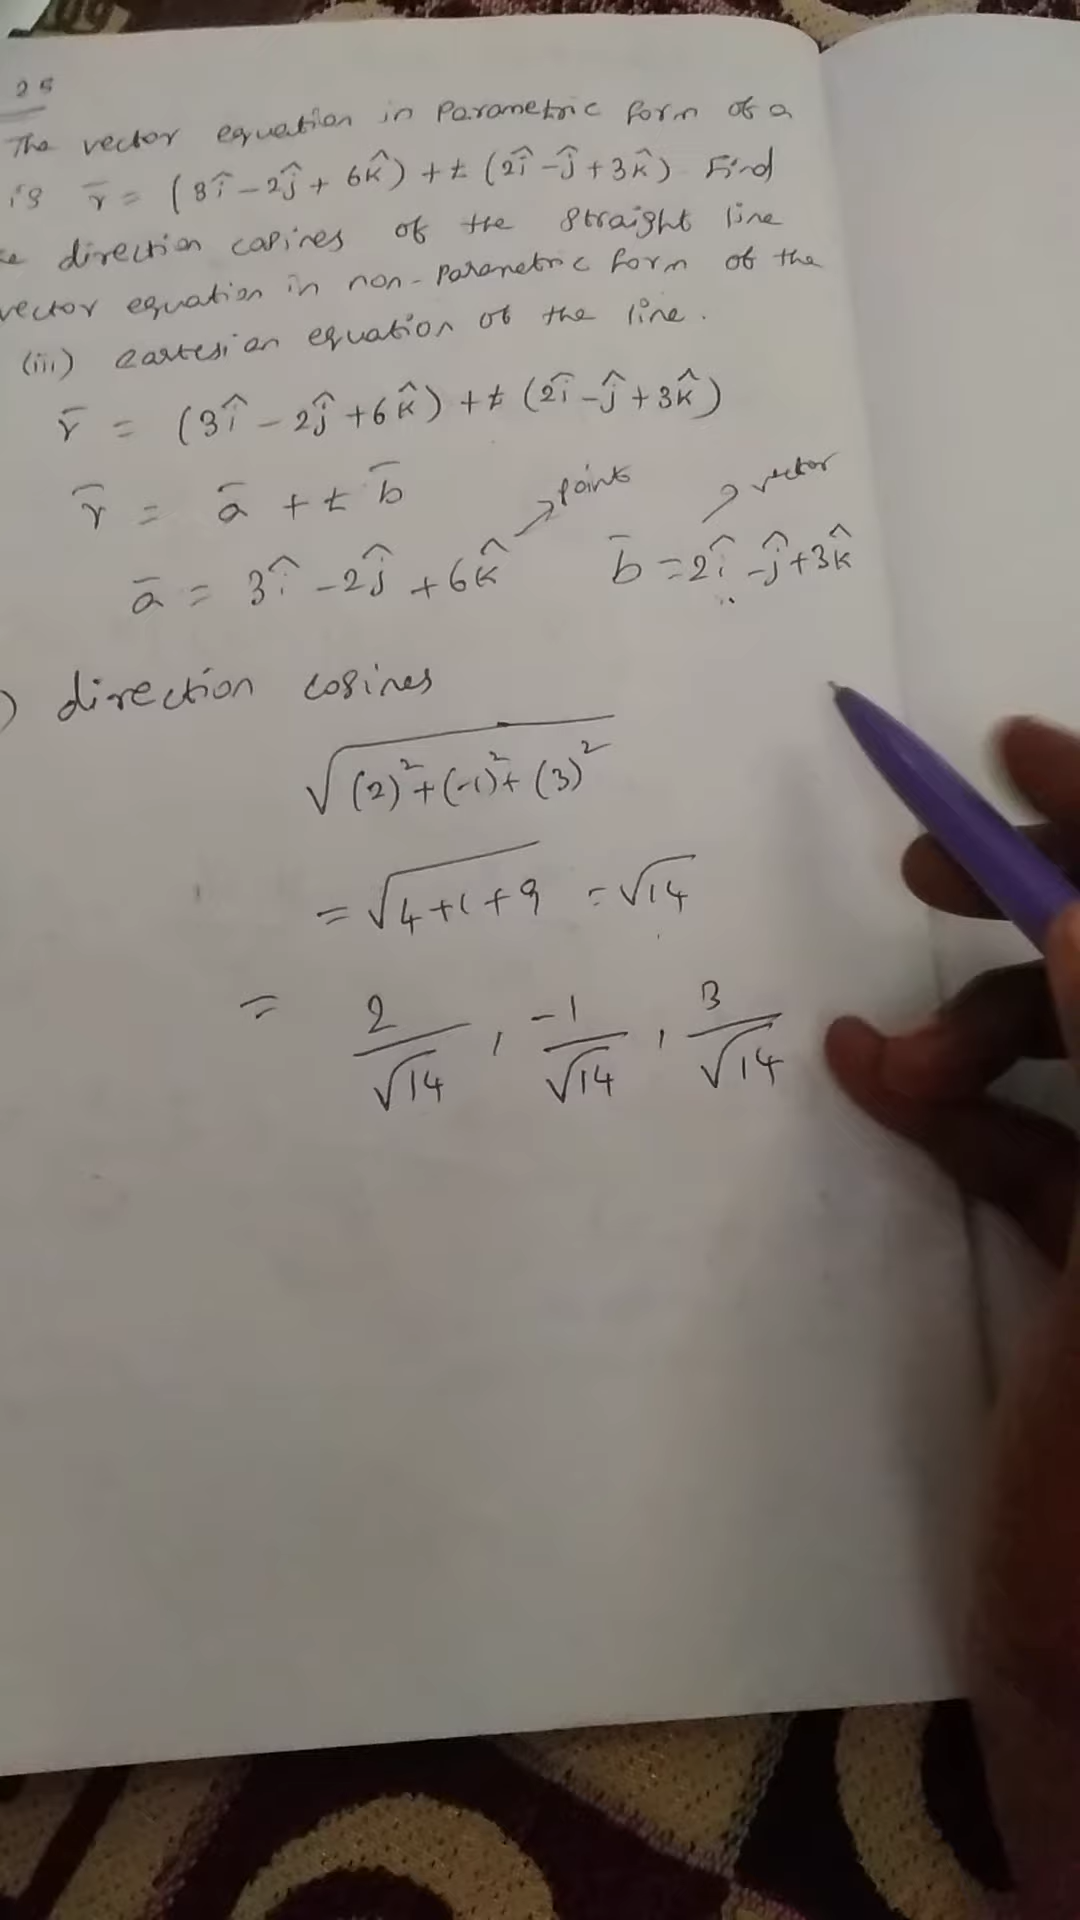 25
The vector equation in Parametric form of a
is r̄ = (3î - 2ĵ + 6k̂) + t (2î - ĵ + 3k̂) Find
direction cosines of the straight line
vector equation in non-Parametric form of the
(iii) Cartesian equation of the line.
r̄ = (3î - 2ĵ + 6k̂) + t (2î - ĵ + 3k̂)
r̄ = ā + t b̄
point vector
ā = 3î - 2ĵ + 6k̂ b̄ = 2î - ĵ + 3k̂
) direction cosines
√(2)² + (-1)² + (3)²
= √4+1+9 = √14
= 2/√14 , -1/√14 , 3/√14